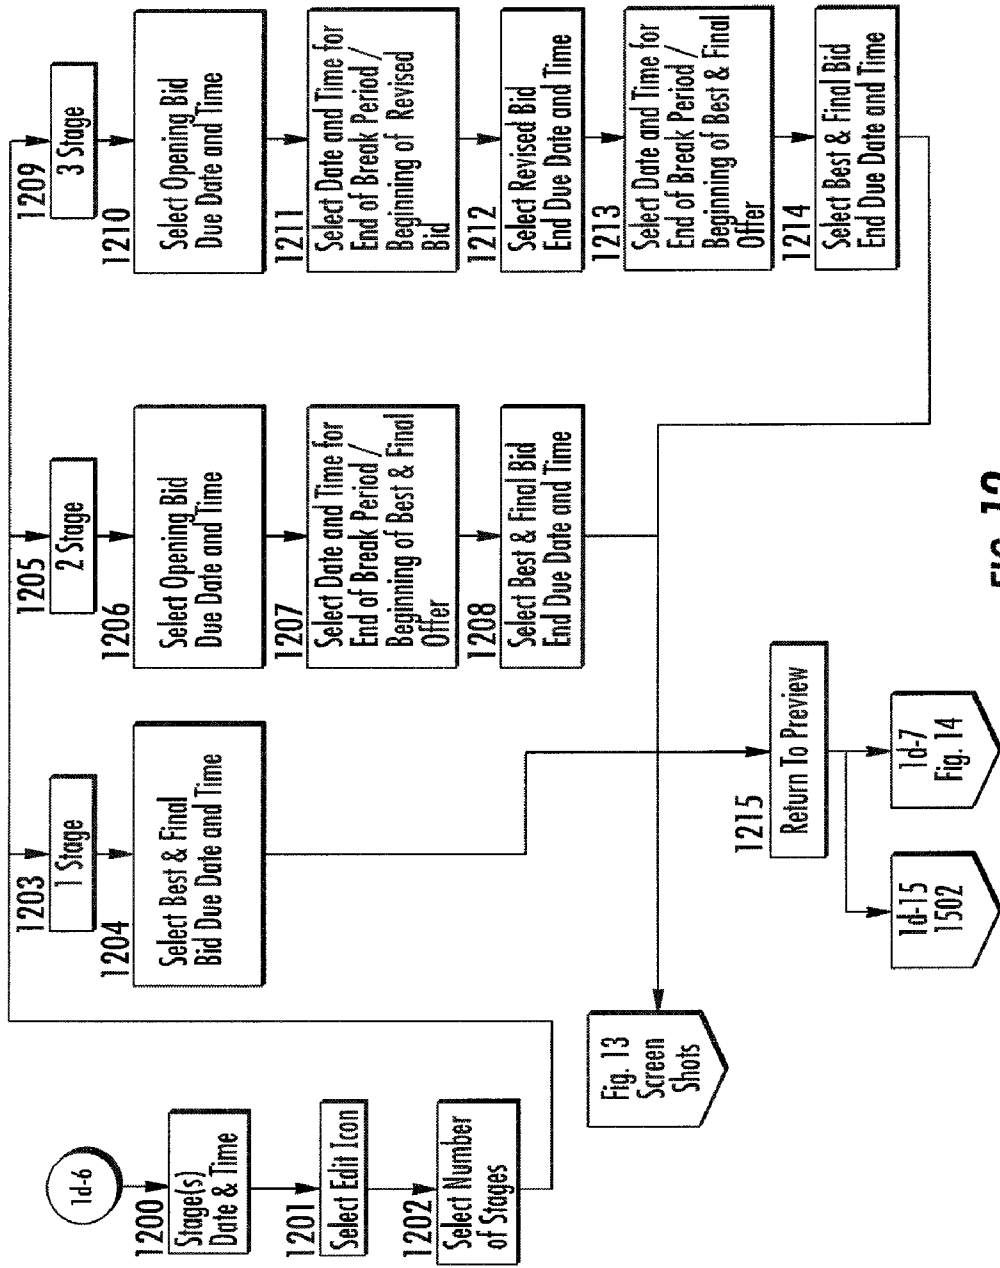 1d-6
1200
Stage(s)
Date & Time
1201
Select Edit Icon
1202
Select Number
of Stages
1203
1 Stage
1204
Select Best & Final
Bid Due Date and Time
1205
2 Stage
1206
Select Opening Bid
Due Date and Time
1207
Select Date and Time for
End of Break Period /
Beginning of Best & Final
Offer
1208
Select Best & Final Bid
End Due Date and Time
1209
3 Stage
1210
Select Opening Bid
Due Date and Time
1211
Select Date and Time for
End of Break Period /
Beginning of Revised
Bid
1212
Select Revised Bid
End Due Date and Time
1213
Select Date and Time for
End of Break Period /
Beginning of Best & Final
Offer
1214
Select Best & Final Bid
End Due Date and Time
Fig. 13
Screen
Shots
1215
Return To Preview
1d-15
1502
1d-7
Fig. 14
FIG. 12